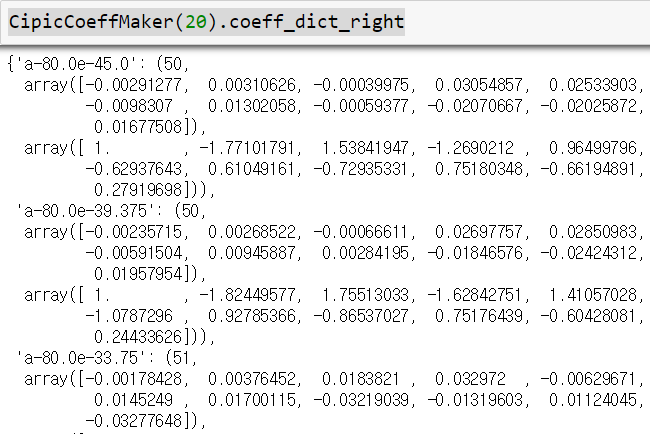 CipicCoeffMaker(20).coeff_dict_right
{'a-80.0e-45.0': (50,
array([-0.00291277, 0.00310626, -0.00039975, 0.03054857, 0.02533903,
-0.0098307 , 0.01302058, -0.00059377, -0.02070667, -0.02025872,
0.01677508]),
array([ 1. , -1.77101791, 1.53841947, -1.2690212 , 0.96499796,
-0.62937643, 0.61049161, -0.72935331, 0.75180348, -0.66194891,
0.27919698])),
'a-80.0e-39.375': (50,
array([-0.00235715, 0.00268522, -0.00066611, 0.02697757, 0.02850983,
-0.00591504, 0.00945887, 0.00284195, -0.01846576, -0.02424312,
0.01957954]),
array([ 1. , -1.82449577, 1.75513033, -1.62842751, 1.41057028,
-1.0787296 , 0.92785366, -0.86537027, 0.75176439, -0.60428081,
0.24433626])),
'a-80.0e-33.75': (51,
array([-0.00178428, 0.00376452, 0.0183821 , 0.032972 , -0.00629671,
0.0145249 , 0.01700115, -0.03219039, -0.01319603, 0.01124045,
-0.03277648]),